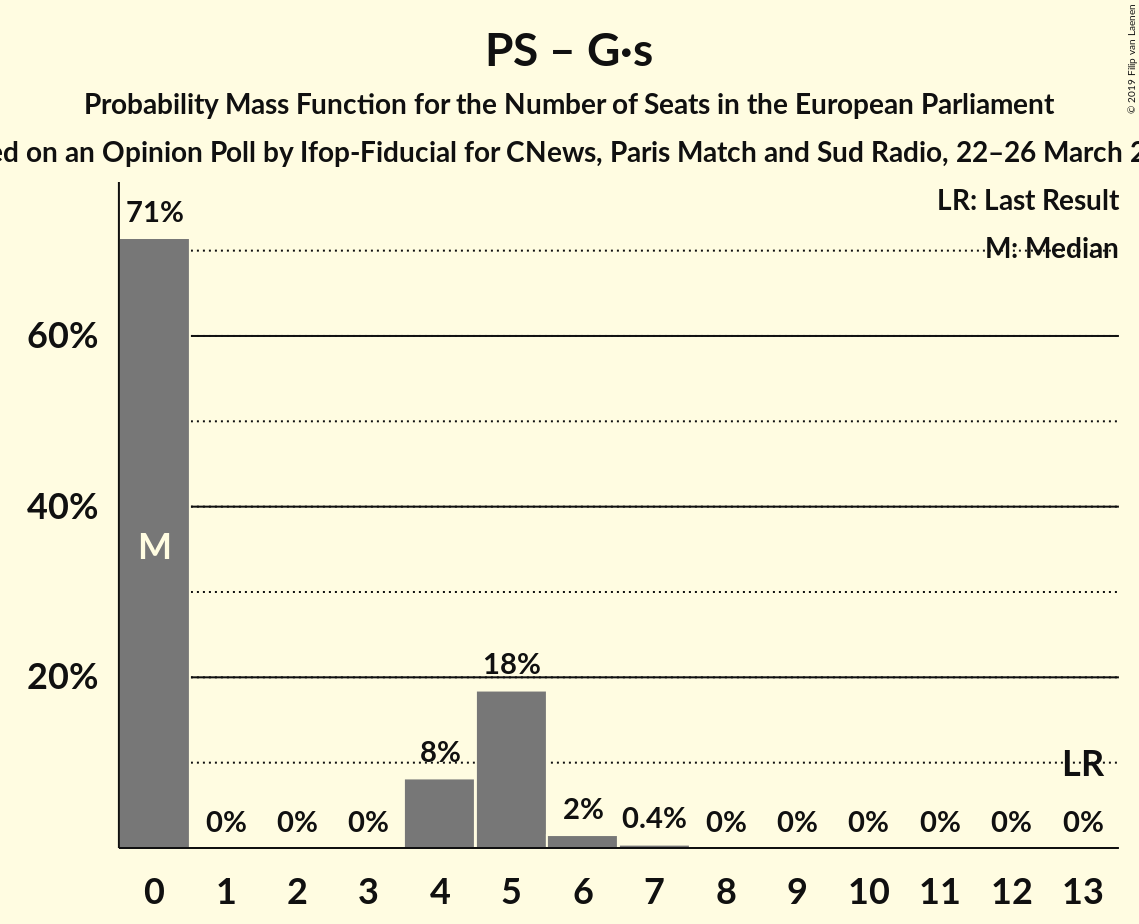 PS – G·s
Probability Mass Function for the Number of Seats in the European Parliament
on an Opinion Poll by Ifop-Fiducial for CNews, Paris Match and Sud Radio, 22–26 March
© 2019 Filip van Laenen
LR: Last Result
M: Median
71%
60%
40%
20%
M
0% 0% 0% 8% 18% 2% 0.4% 0% 0% 0% 0% 0% 0%
LR
0 1 2 3 4 5 6 7 8 9 10 11 12 13